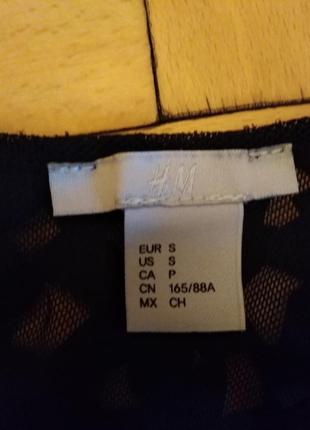 H&M
EUR S
US S
CA P
CN 165/88A
MX CH